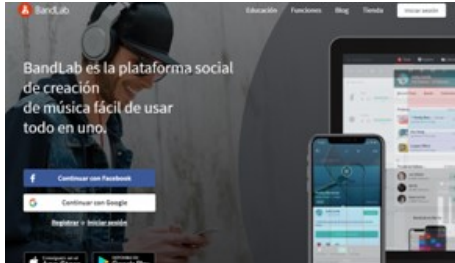 BandLab
Educación Funciones Blog Tienda Iniciar sesión
BandLab es la plataforma social
de creación
de música fácil de usar
todo en uno.
Continuar con Facebook
Continuar con Google
Registrar o Iniciar sesión